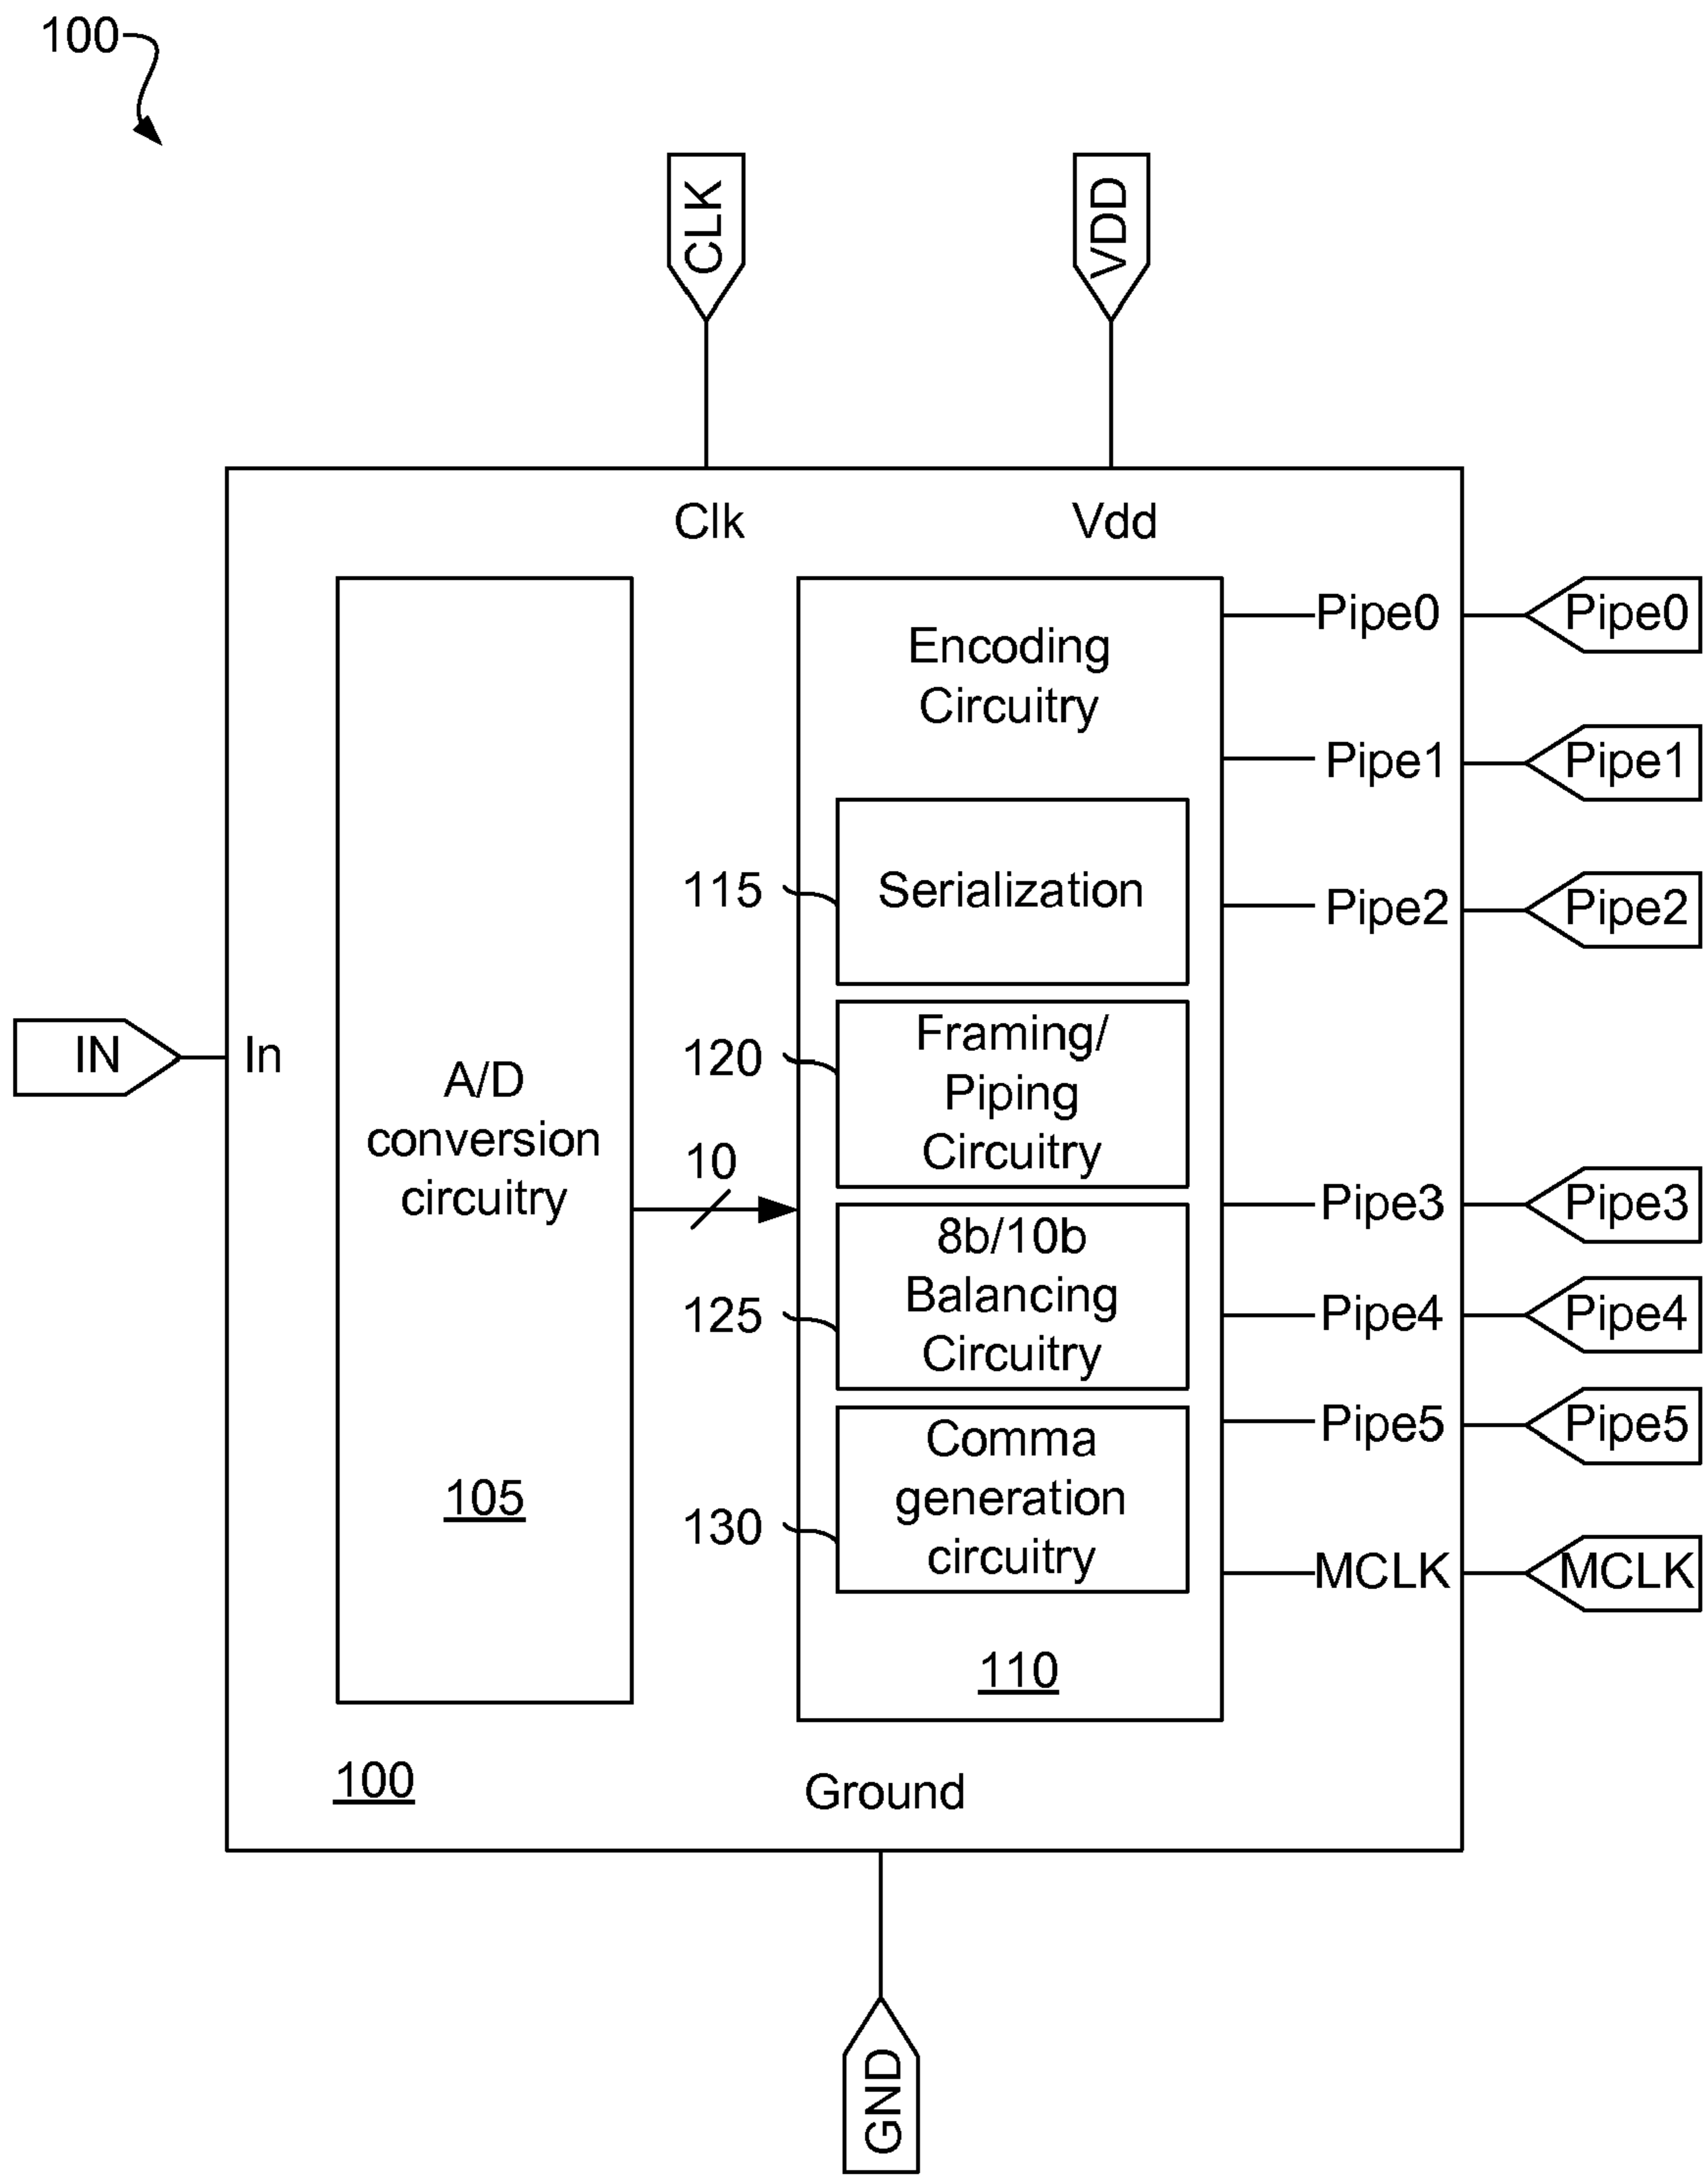 100
CLK
VDD
Clk
Vdd
Encoding
Circuitry
Pipe0
Pipe0
Pipe1
Pipe1
115
Serialization
Pipe2
Pipe2
IN
In
A/D
conversion
circuitry
105
10
120
Framing/
Piping
Circuitry
Pipe3
Pipe3
125
8b/10b
Balancing
Circuitry
Pipe4
Pipe4
Pipe5
Pipe5
130
Comma
generation
circuitry
MCLK
MCLK
110
100
Ground
GND